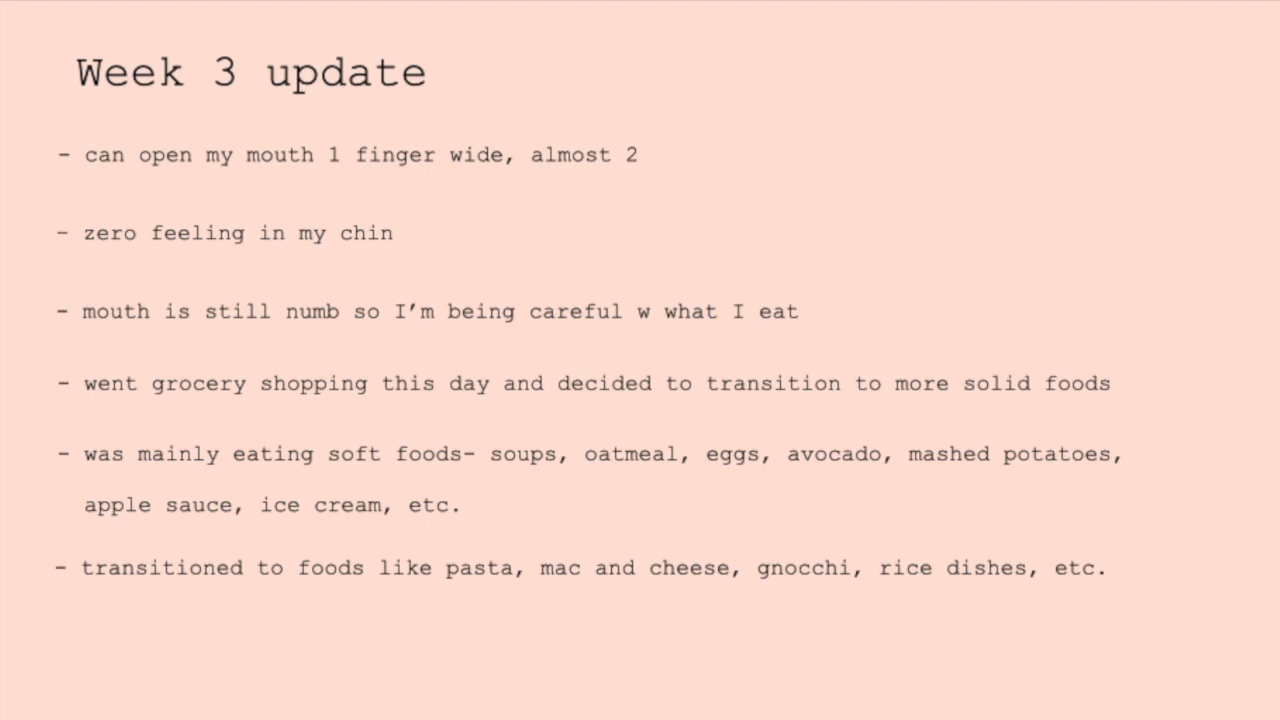 Week 3 update
- can open my mouth 1 finger wide, almost 2
- zero feeling in my chin
- mouth is still numb so I’m being careful w what I eat
- went grocery shopping this day and decided to transition to more solid foods
- was mainly eating soft foods- soups, oatmeal, eggs, avocado, mashed potatoes,
apple sauce, ice cream, etc.
- transitioned to foods like pasta, mac and cheese, gnocchi, rice dishes, etc.